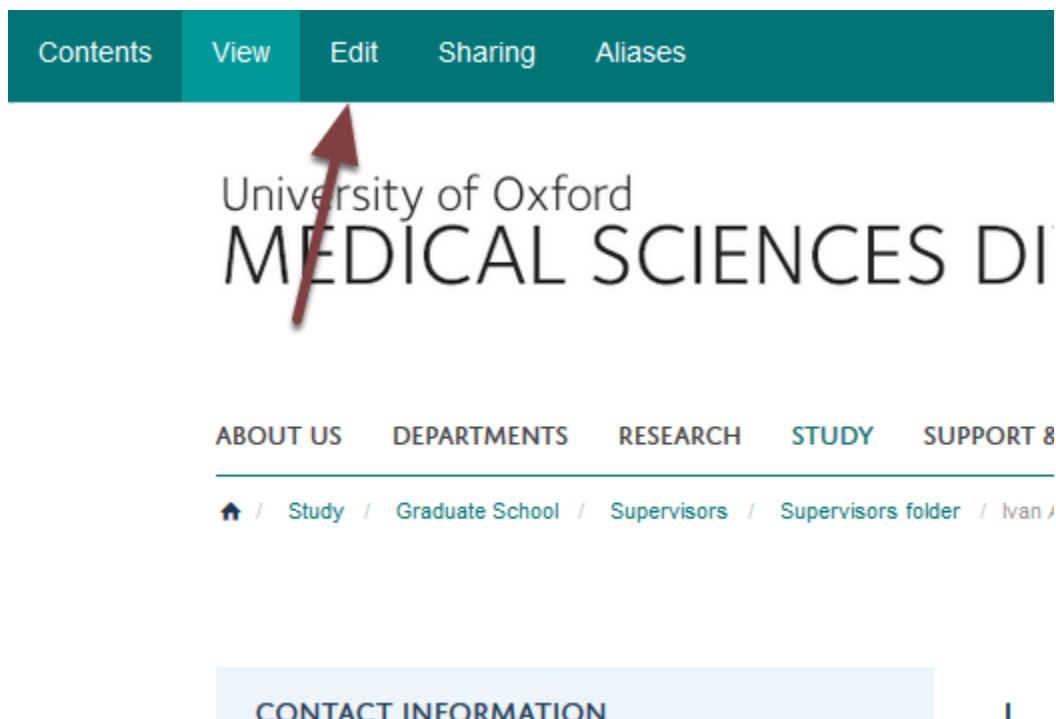 Contents View Edit Sharing Aliases
University of Oxford
MEDICAL SCIENCES
ABOUT US DEPARTMENTS RESEARCH STUDY SUPPORT &
/ Study / Graduate School / Supervisors / Supervisors folder / Ivan
CONTACT INFORMATION